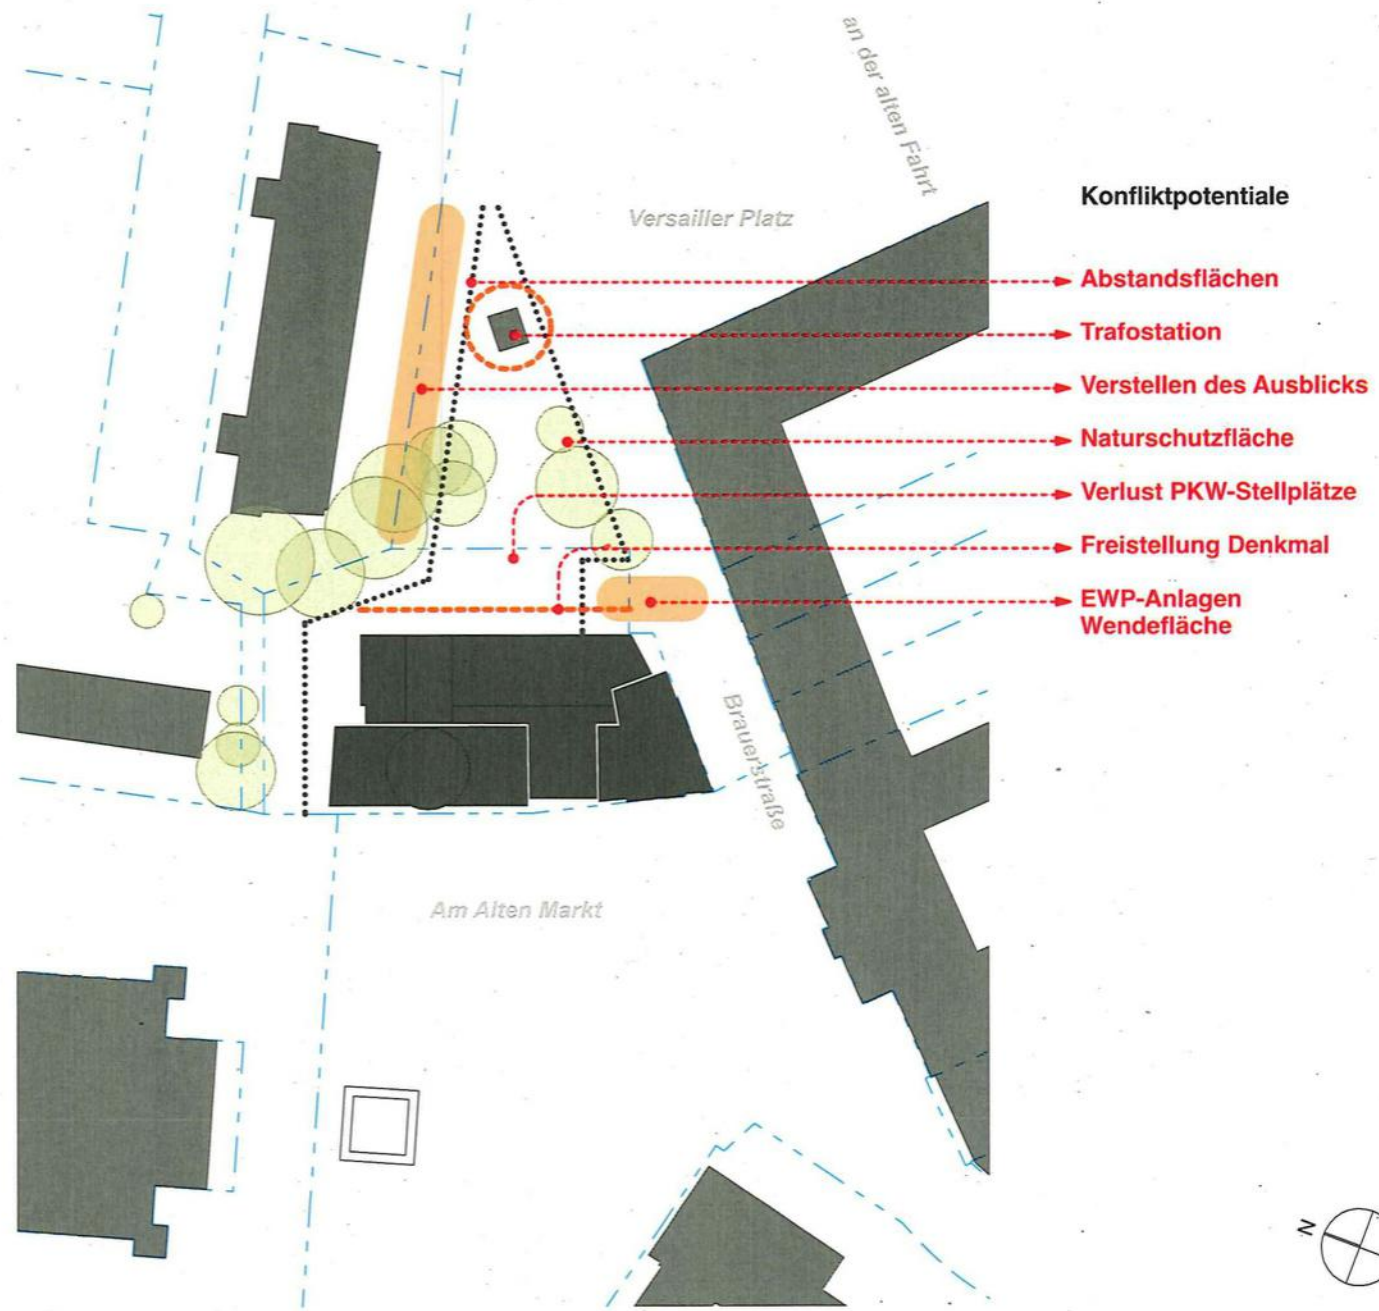 an der alten Fahrt
Versailler Platz
Konfliktpotentiale
Abstandsflächen
Trafostation
Verstellen des Ausblicks
Naturschutzfläche
Verlust PKW-Stellplätze
Freistellung Denkmal
EWP-Anlagen
Wendefläche
Brauerstraße
Am Alten Markt
N